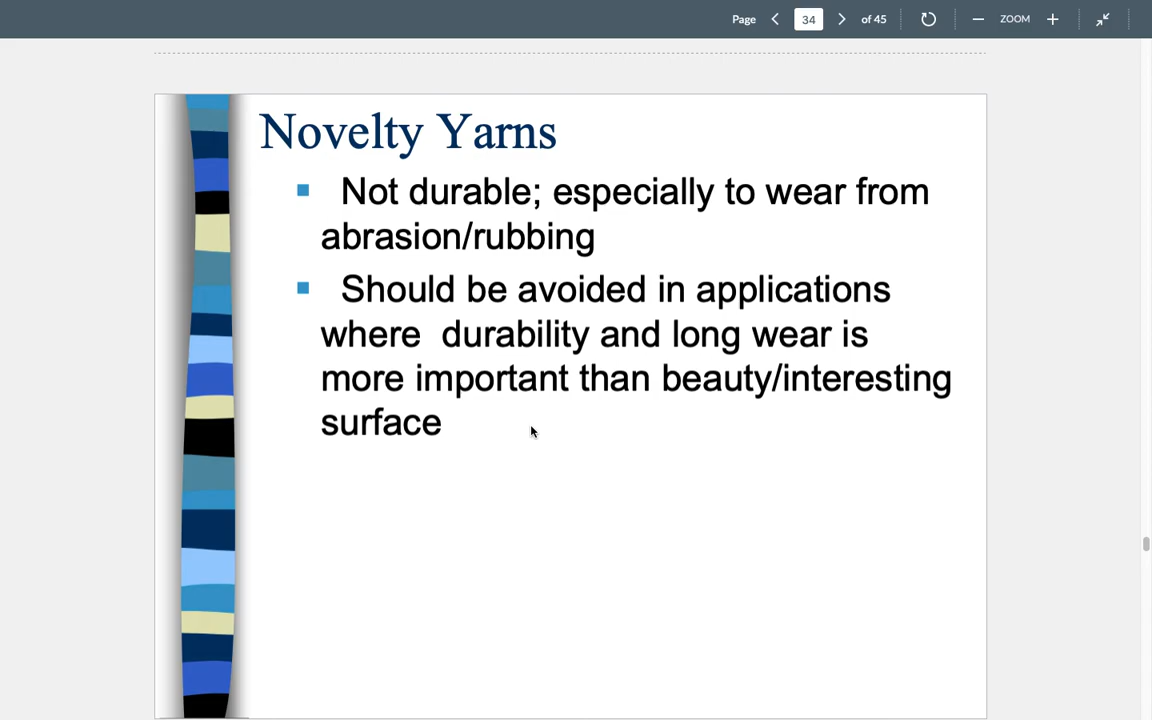 Page 34 of 45 ZOOM
Novelty Yarns
Not durable; especially to wear from
abrasion/rubbing
Should be avoided in applications
where durability and long wear is
more important than beauty/interesting
surface